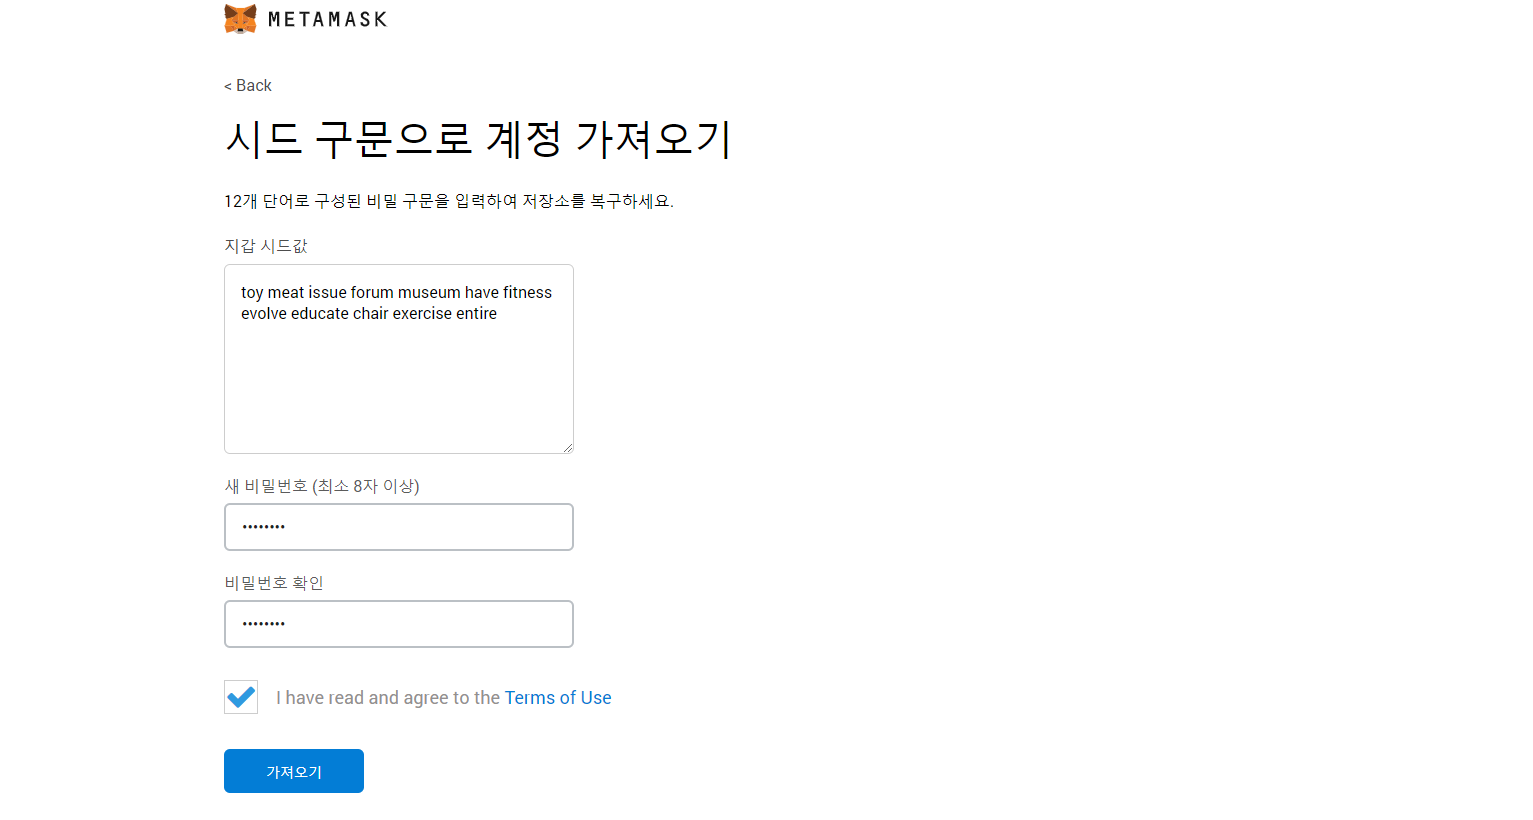 METAMASK
< Back
시드 구문으로 계정 가져오기
12개 단어로 구성된 비밀 구문을 입력하여 저장소를 복구하세요.
지갑 시드값
toy meat issue forum museum have fitness
evolve educate chair exercise entire
새 비밀번호 (최소 8자 이상)
••••••••
비밀번호 확인
••••••••
I have read and agree to the Terms of Use
가져오기